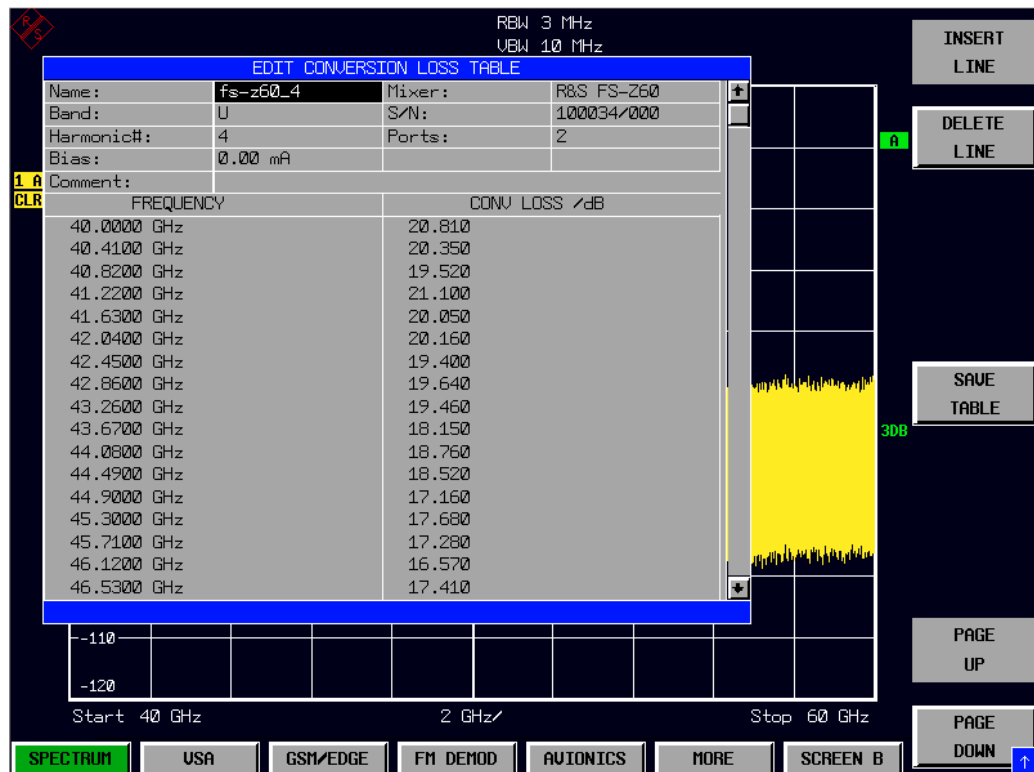 R/S
RBW 3 MHz
VBW 10 MHz
EDIT CONVERSION LOSS TABLE
Name: fs-z60_4 Mixer: R&S FS-Z60
Band: U S/N: 100034/000
Harmonic#: 4 Ports: 2
Bias: 0.00 mA
Comment:
1 A
CLR
FREQUENCY CONV LOSS /dB
40.0000 GHz 20.810
40.4100 GHz 20.350
40.8200 GHz 19.520
41.2200 GHz 21.100
41.6300 GHz 20.050
42.0400 GHz 20.160
42.4500 GHz 19.400
42.8600 GHz 19.640
43.2600 GHz 19.460
43.6700 GHz 18.150
44.0800 GHz 18.760
44.4900 GHz 18.520
44.9000 GHz 17.160
45.3000 GHz 17.680
45.7100 GHz 17.280
46.1200 GHz 16.570
46.5300 GHz 17.410
A
3DB
-110
-120
Start 40 GHz 2 GHz/ Stop 60 GHz
INSERT
LINE
DELETE
LINE
SAVE
TABLE
PAGE
UP
PAGE
DOWN
SPECTRUM VSA GSM/EDGE FM DEMOD AVIONICS MORE SCREEN B